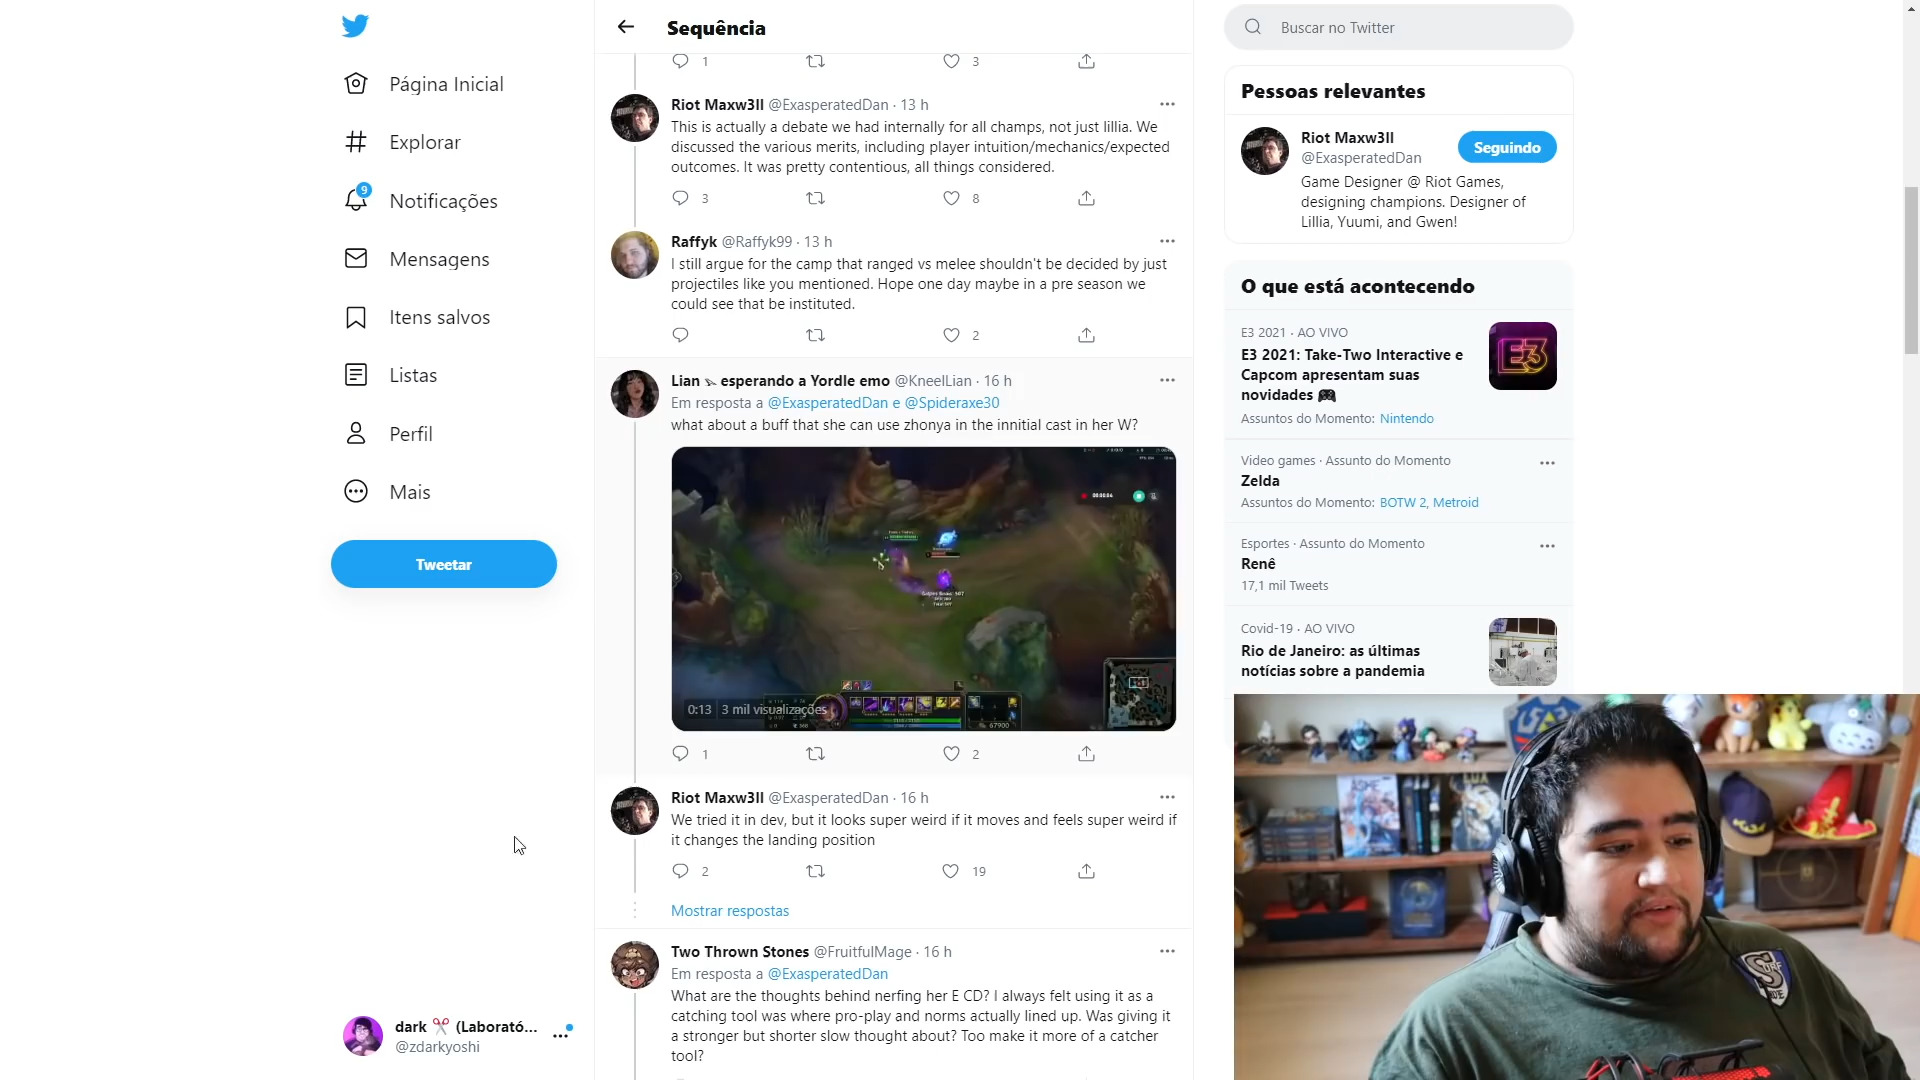 Sequência
Buscar no Twitter
Página Inicial
Explorar
9
Notificações
Mensagens
Itens salvos
Listas
Perfil
Mais
Tweetar
dark ✂️ (Laborató...
@zdarkyoshi
1
3
Riot Maxw3ll @ExasperatedDan · 13 h
This is actually a debate we had internally for all champs, not just lillia. We
discussed the various merits, including player intuition/mechanics/expected
outcomes. It was pretty contentious, all things considered.
3
8
Raffyk @Raffyk99 · 13 h
I still argue for the camp that ranged vs melee shouldn't be decided by just
projectiles like you mentioned. Hope one day maybe in a pre season we
could see that be instituted.
2
Lian esperando a Yordle emo @KneelLian · 16 h
Em resposta a @ExasperatedDan e @Spideraxe30
what about a buff that she can use zhonya in the innitial cast in her W?
0:13
3 mil visualizações
67900
1
2
Riot Maxw3ll @ExasperatedDan · 16 h
We tried it in dev, but it looks super weird if it moves and feels super weird if
it changes the landing position
2
19
Mostrar respostas
Two Thrown Stones @FruitfulMage · 16 h
Em resposta a @ExasperatedDan
What are the thoughts behind nerfing her E CD? I always felt using it as a
catching tool was where pro-play and norms actually lined up. Was giving it
a stronger but shorter slow thought about? Too make it more of a catcher
tool?
Pessoas relevantes
Riot Maxw3ll
@ExasperatedDan
Seguindo
Game Designer @ Riot Games,
designing champions. Designer of
Lillia, Yuumi, and Gwen!
O que está acontecendo
E3 2021 · AO VIVO
E3 2021: Take-Two Interactive e
Capcom apresentam suas
novidades 🎮
Assuntos do Momento: Nintendo
E3
Video games · Assunto do Momento
Zelda
Assuntos do Momento: BOTW 2, Metroid
Esportes · Assunto do Momento
Renê
17,1 mil Tweets
Covid-19 · AO VIVO
Rio de Janeiro: as últimas
notícias sobre a pandemia
LUX